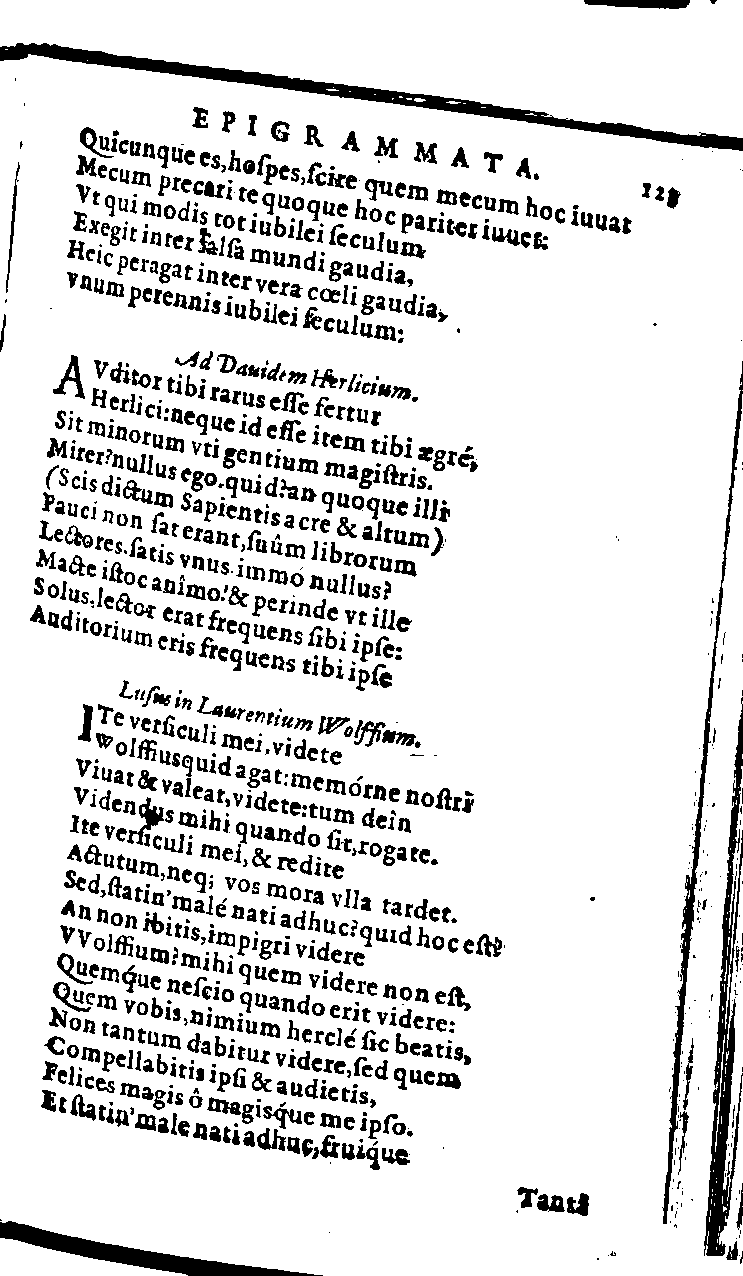 EPIGRAMMATA.
Quicunque es, hoſpes, ſcire quem mecum hoc iuuat
Mecum precari te quoque hoc pariter iuuet:
Vt qui modis tot iubilei ſeculum
Exegit inter falſa mundi gaudia,
Heic peragat inter vera cœli gaudia,
vnum perennis iubilei ſeculum:
Ad Dauidem Herlicium.
AVditor tibi rarus eſſe fertur
Herlici: neque id eſſe item tibi ægré,
Sit minorum vti gentium magiſtris.
Mirer? nullus ego. quid? an quoque illi
(Scis dictum Sapientis acre & altum)
Pauci non ſat erant, ſuûm librorum
Lectores. ſatis vnus. immo nullus?
Macte iſtoc animo! & perinde vt ille
Solus, lector erat frequens ſibi ipſe:
Auditorium eris frequens tibi ipſe
Luſus in Laurentium Wolffium.
ITe verſiculi mei, videte
Wolffius quid agat: memórne noſtri
Viuat & valeat, videte: tum dein
Videndus mihi quando ſit, rogate.
Ite verſiculi mei, & redite
Actutum, neq; vos mora vlla tardet.
Sed, ſtatin' malé nati adhuc? quid hoc eſt?
An non ibitis, impigri videre
VVolffium? mihi quem videre non eſt,
Quemq́ue neſcio quando erit videre:
Quem vobis, nimium herclé ſic beatis,
Non tantum dabitur videre, ſed quem
Compellabitis ipſi & audietis,
Felices magis ô magisq́ue me ipſo.
Et ſtatin' male nati adhuc, fruiq́ue
Tantâ